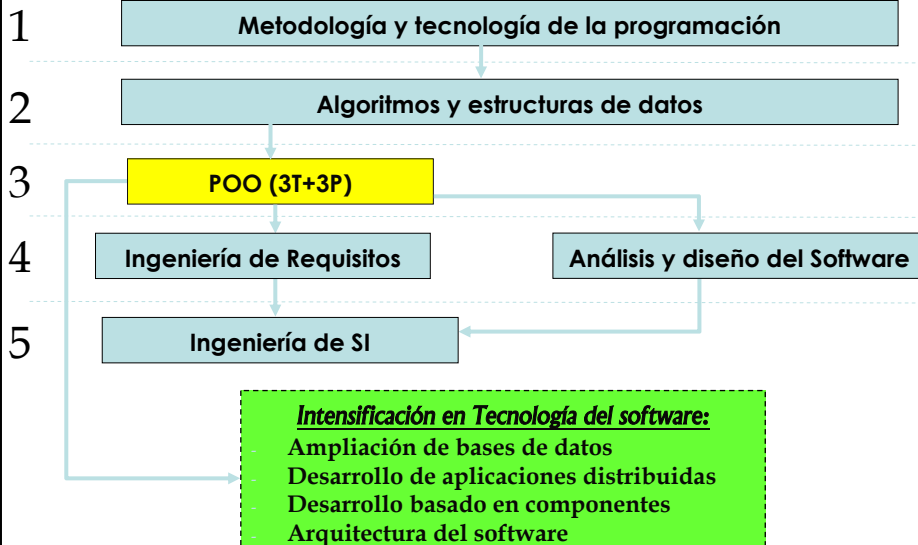 1
Metodología y tecnología de la programación
2
Algoritmos y estructuras de datos
3
POO (3T+3P)
4
Ingeniería de Requisitos
Análisis y diseño del Software
5
Ingeniería de SI
Intensificación en Tecnología del software:
- Ampliación de bases de datos
- Desarrollo de aplicaciones distribuidas
- Desarrollo basado en componentes
- Arquitectura del software